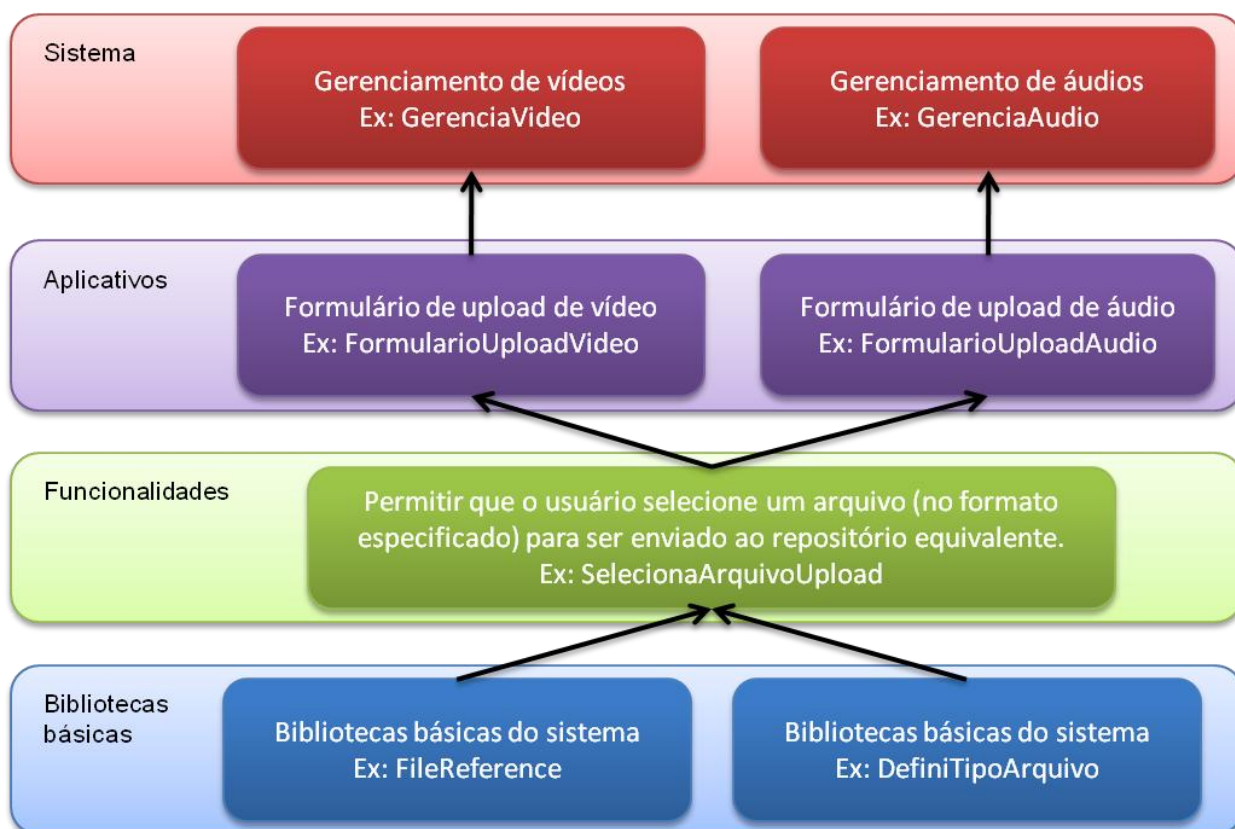 Sistema
Gerenciamento de vídeos
Ex: GerenciaVideo
Gerenciamento de áudios
Ex: GerenciaAudio
Aplicativos
Formulário de upload de vídeo
Ex: FormularioUploadVideo
Formulário de upload de áudio
Ex: FormularioUploadAudio
Funcionalidades
Permitir que o usuário selecione um arquivo (no formato
especificado) para ser enviado ao repositório equivalente.
Ex: SelecionaArquivoUpload
Bibliotecas
básicas
Bibliotecas básicas do sistema
Ex: FileReference
Bibliotecas básicas do sistema
Ex: DefiniTipoArquivo